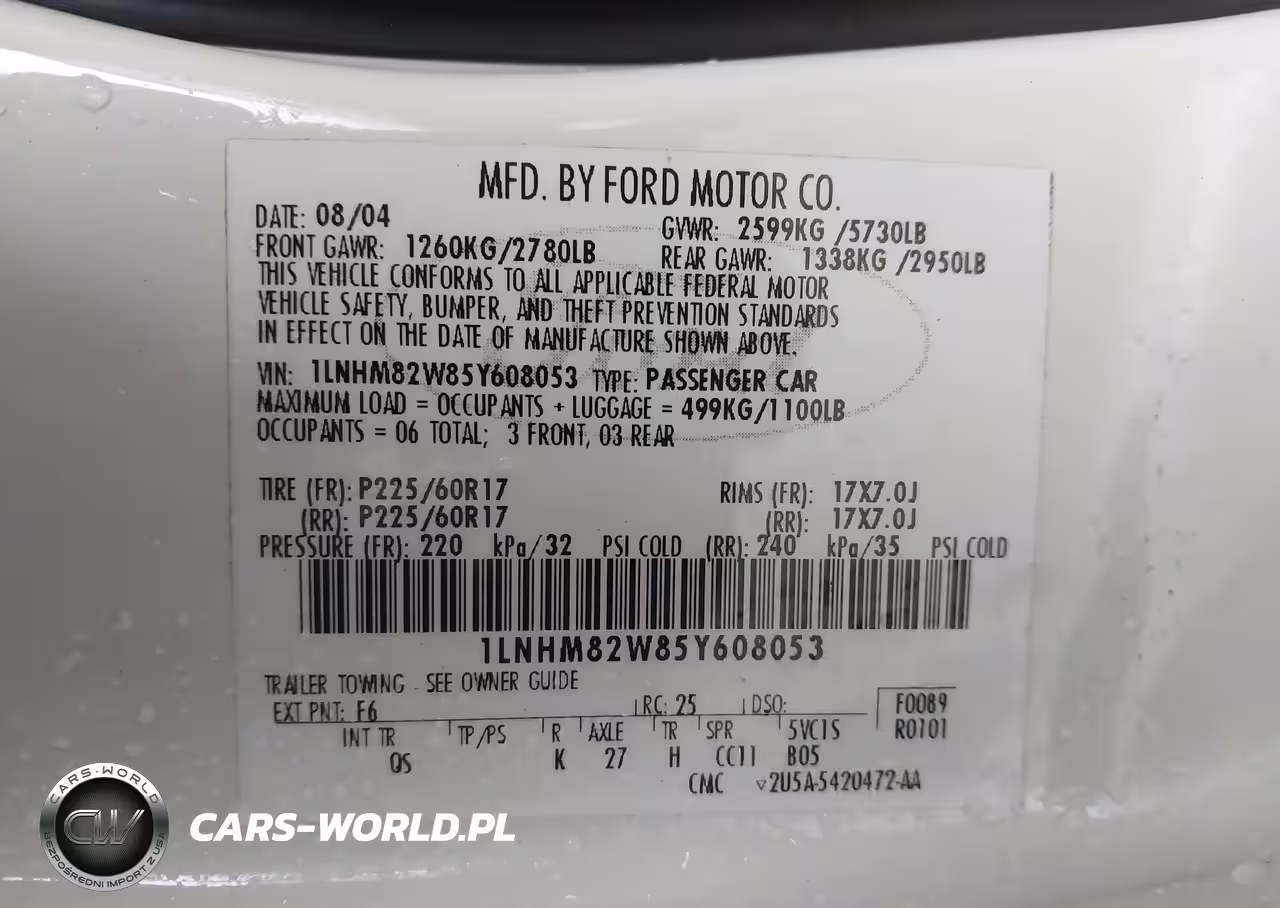 MFD. BY FORD MOTOR CO.
DATE: 08/04 GVWR: 2599KG /5730LB
FRONT GAWR: 1260KG/2780LB REAR GAWR: 1338KG /2950LB
THIS VEHICLE CONFORMS TO ALL APPLICABLE FEDERAL MOTOR
VEHICLE SAFETY, BUMPER, AND THEFT PREVENTION STANDARDS
IN EFFECT ON THE DATE OF MANUFACTURE SHOWN ABOVE.
VIN: 1LNHM82W85Y608053 TYPE: PASSENGER CAR
MAXIMUM LOAD = OCCUPANTS + LUGGAGE = 499KG/1100LB
OCCUPANTS = 06 TOTAL; 3 FRONT, 03 REAR
TIRE (FR): P225/60R17 RIMS (FR): 17X7.0J
(RR): P225/60R17 (RR): 17X7.0J
PRESSURE (FR): 220 kPa/32 PSI COLD (RR): 240 kPa/35 PSI COLD
1LNHM82W85Y608053
TRAILER TOWING - SEE OWNER GUIDE
EXT PNT: F6 RC: 25 DSO: F0089
INT TR TP/PS R AXLE TR SPR 5VC1S R0101
QS K 27 H CC11 B05
CMC ▽2U5A-5420472-AA
CARS-WORLD
CW
BEZPOŚREDNI IMPORT Z USA
CARS-WORLD.PL